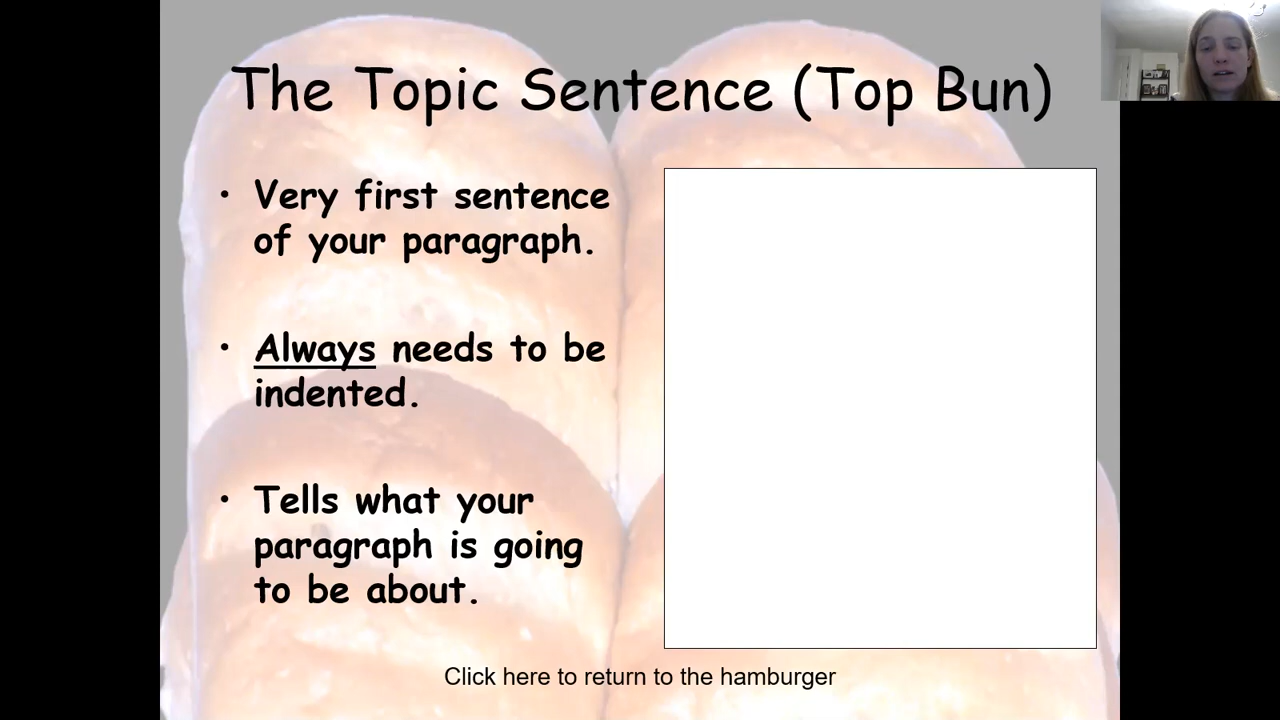 The Topic Sentence (Top Bun)
• Very first sentence
of your paragraph.
• Always needs to be
indented.
• Tells what your
paragraph is going
to be about.
Click here to return to the hamburger